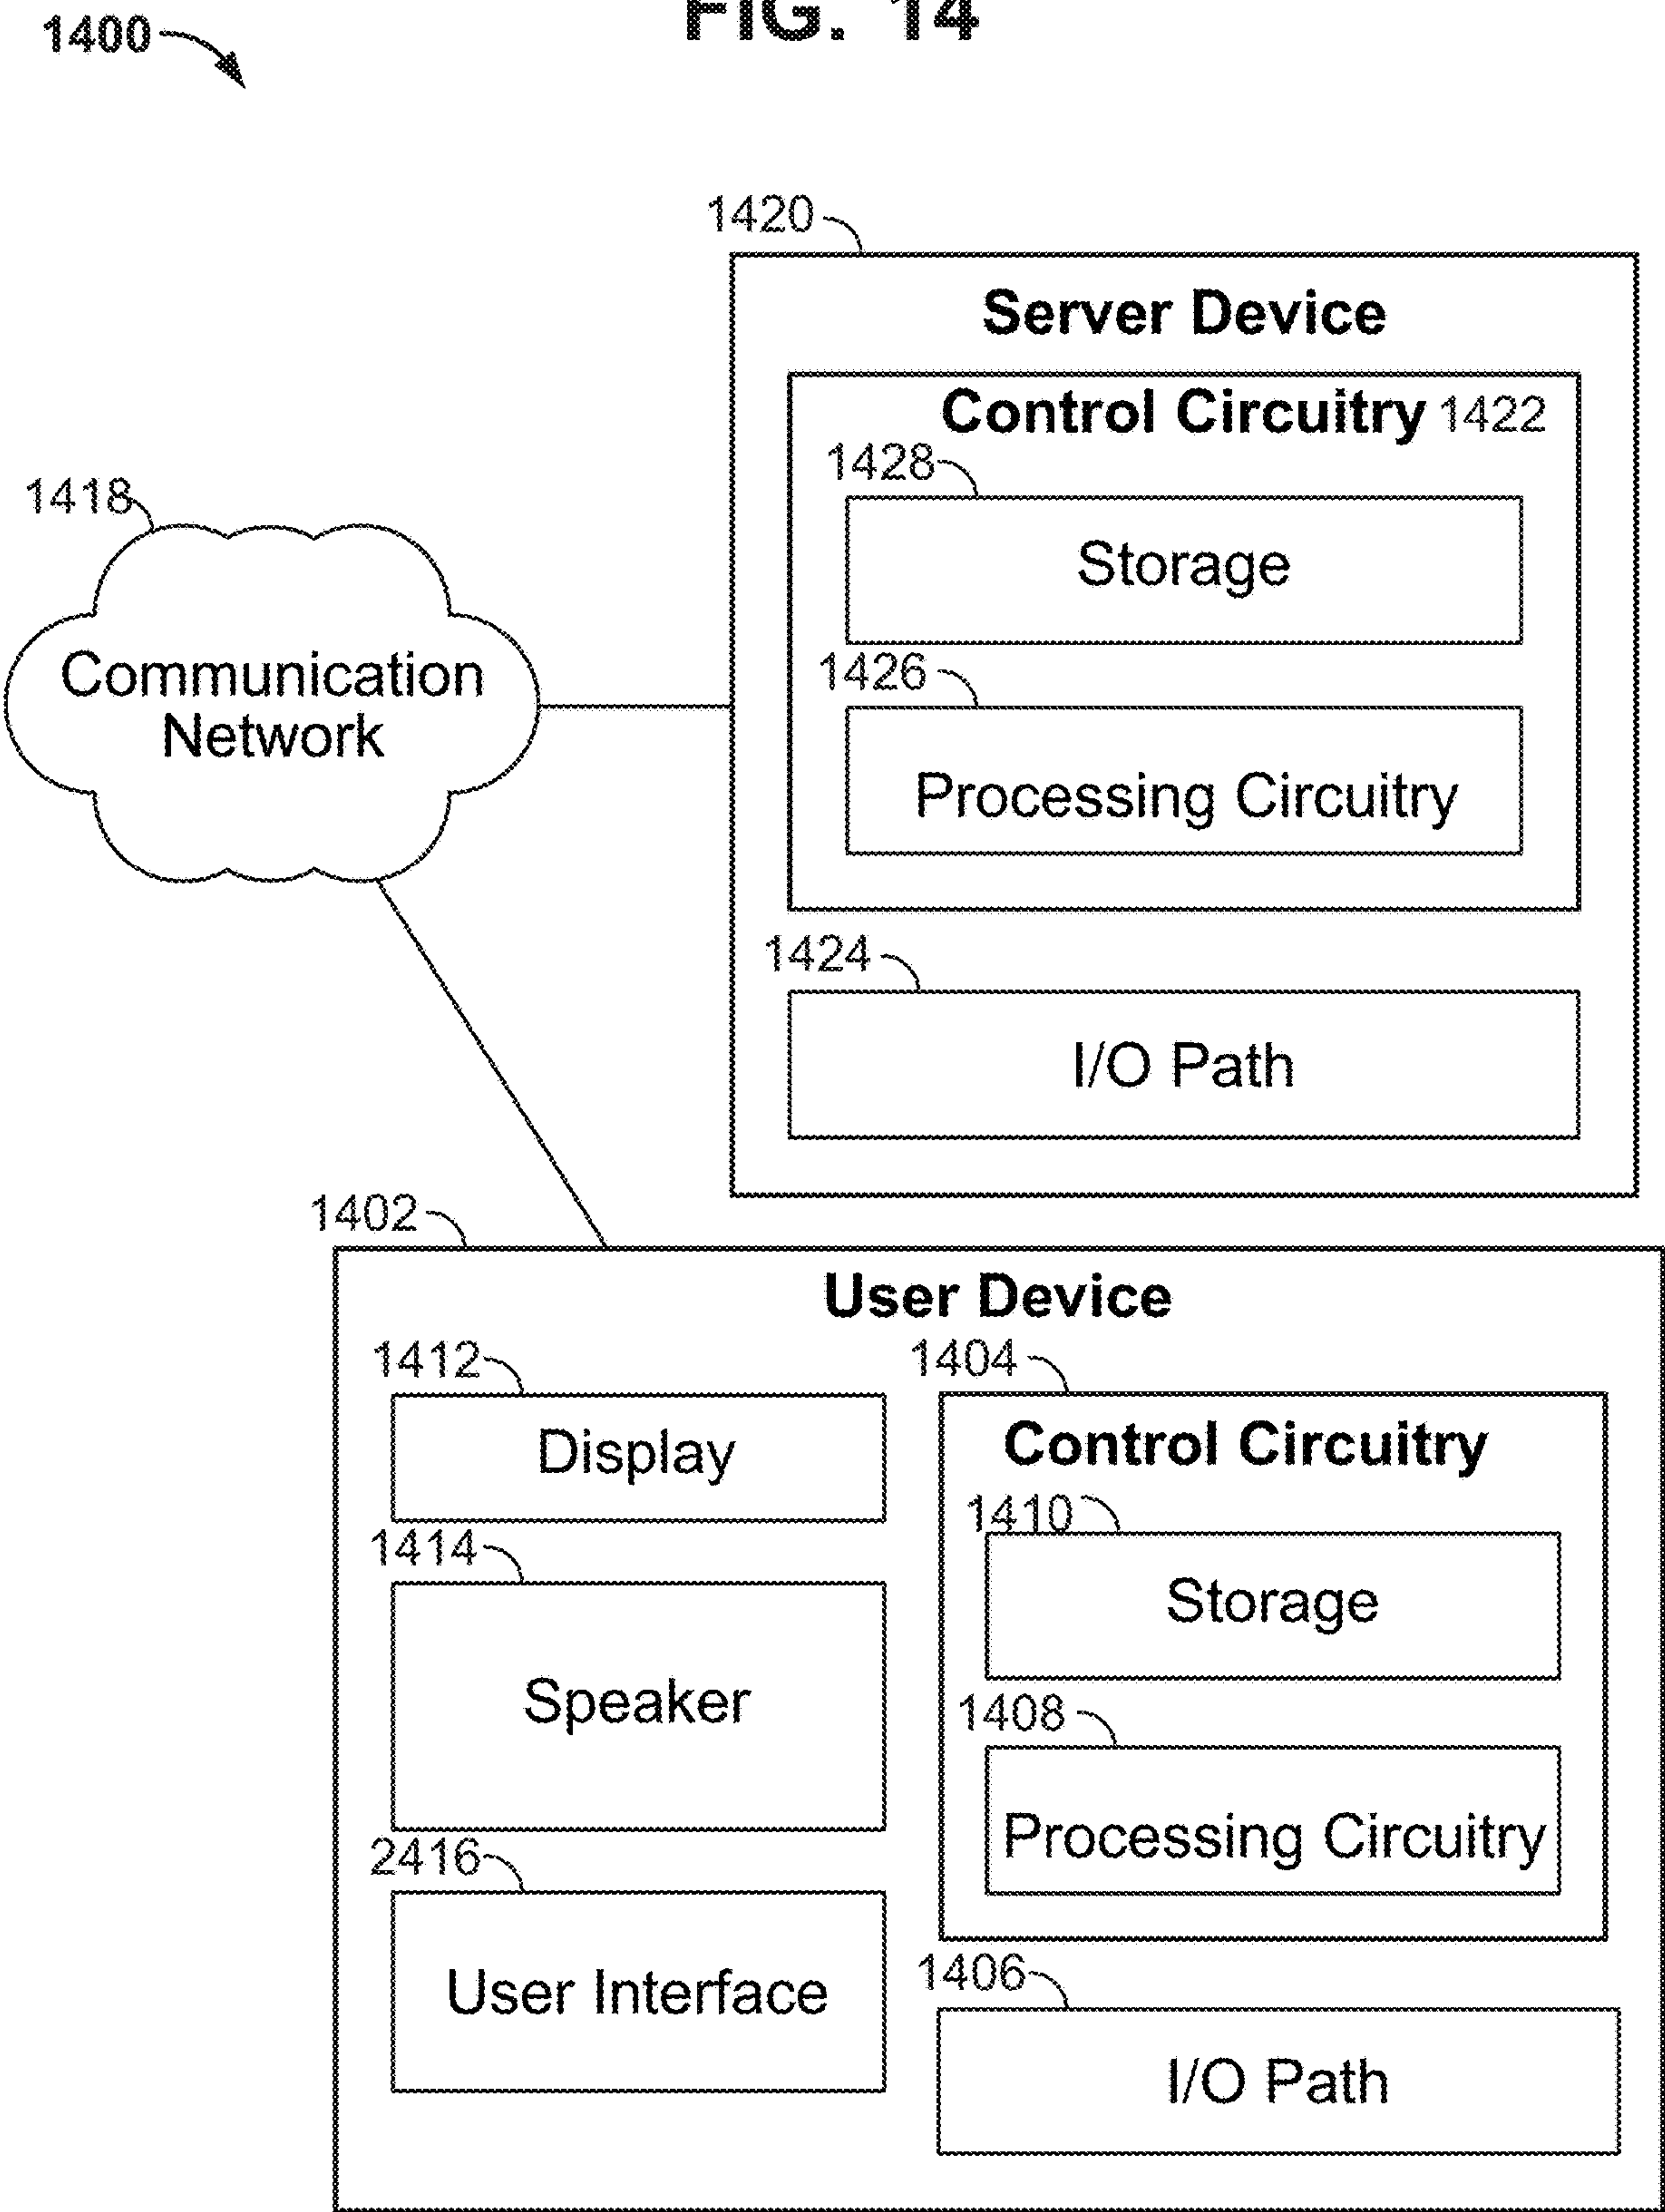 FIG. 14
1400
1420
Server Device
Control Circuitry 1422
1428
Storage
1418
Communication
Network
1426
Processing Circuitry
1424
I/O Path
1402
User Device
1412
Display
1414
Speaker
2416
User Interface
1404
Control Circuitry
1410
Storage
1408
Processing Circuitry
1406
I/O Path